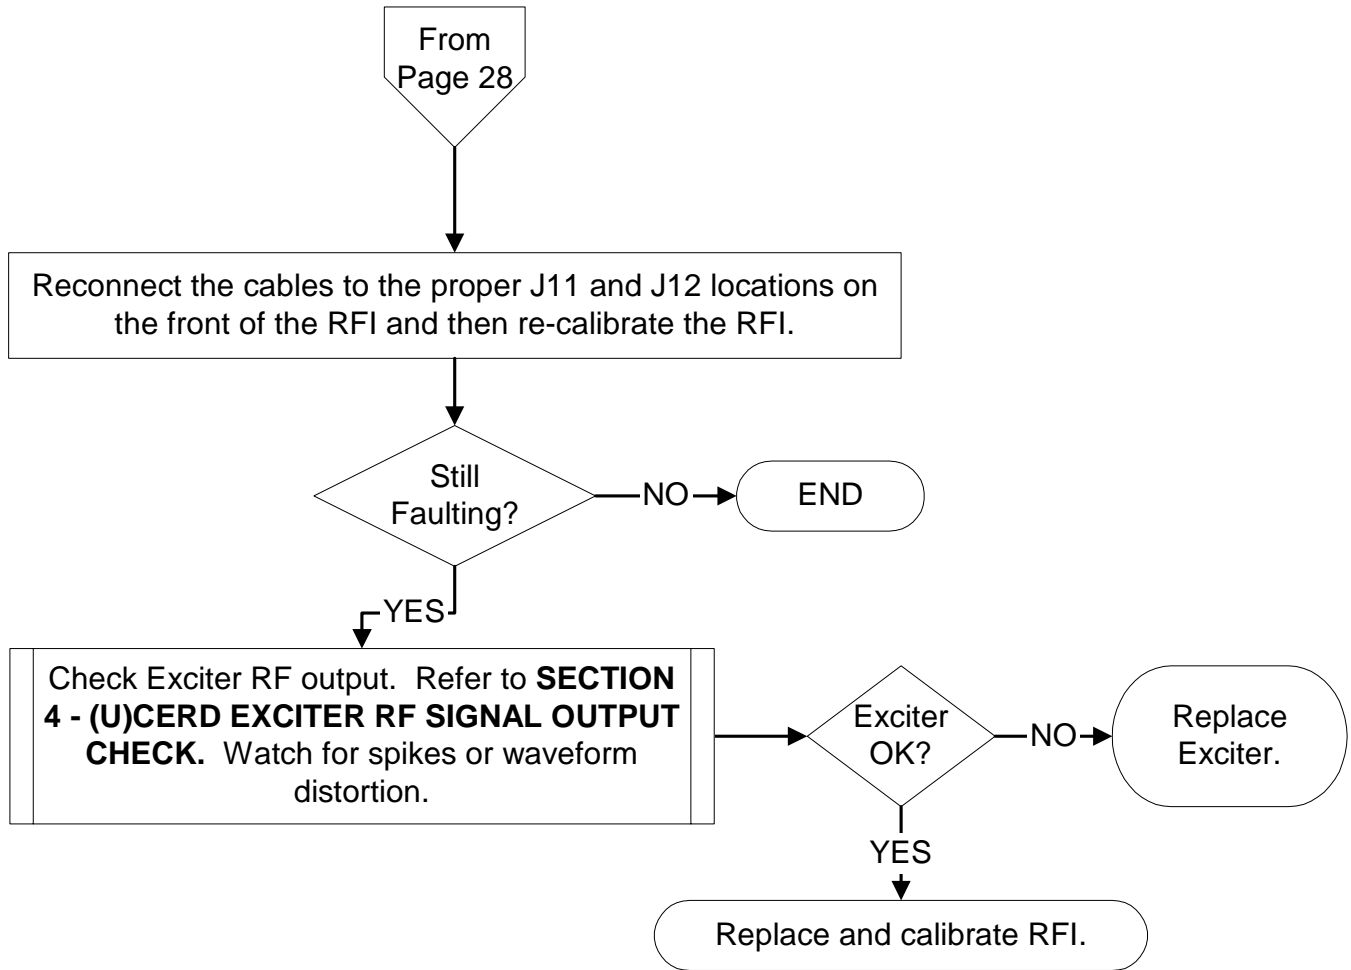 From
Page 28
Reconnect the cables to the proper J11 and J12 locations on
the front of the RFI and then re-calibrate the RFI.
Still
Faulting?
NO
END
YES
Check Exciter RF output.  Refer to SECTION
4 - (U)CERD EXCITER RF SIGNAL OUTPUT
CHECK.  Watch for spikes or waveform
distortion.
Exciter
OK?
NO
Replace
Exciter.
YES
Replace and calibrate RFI.